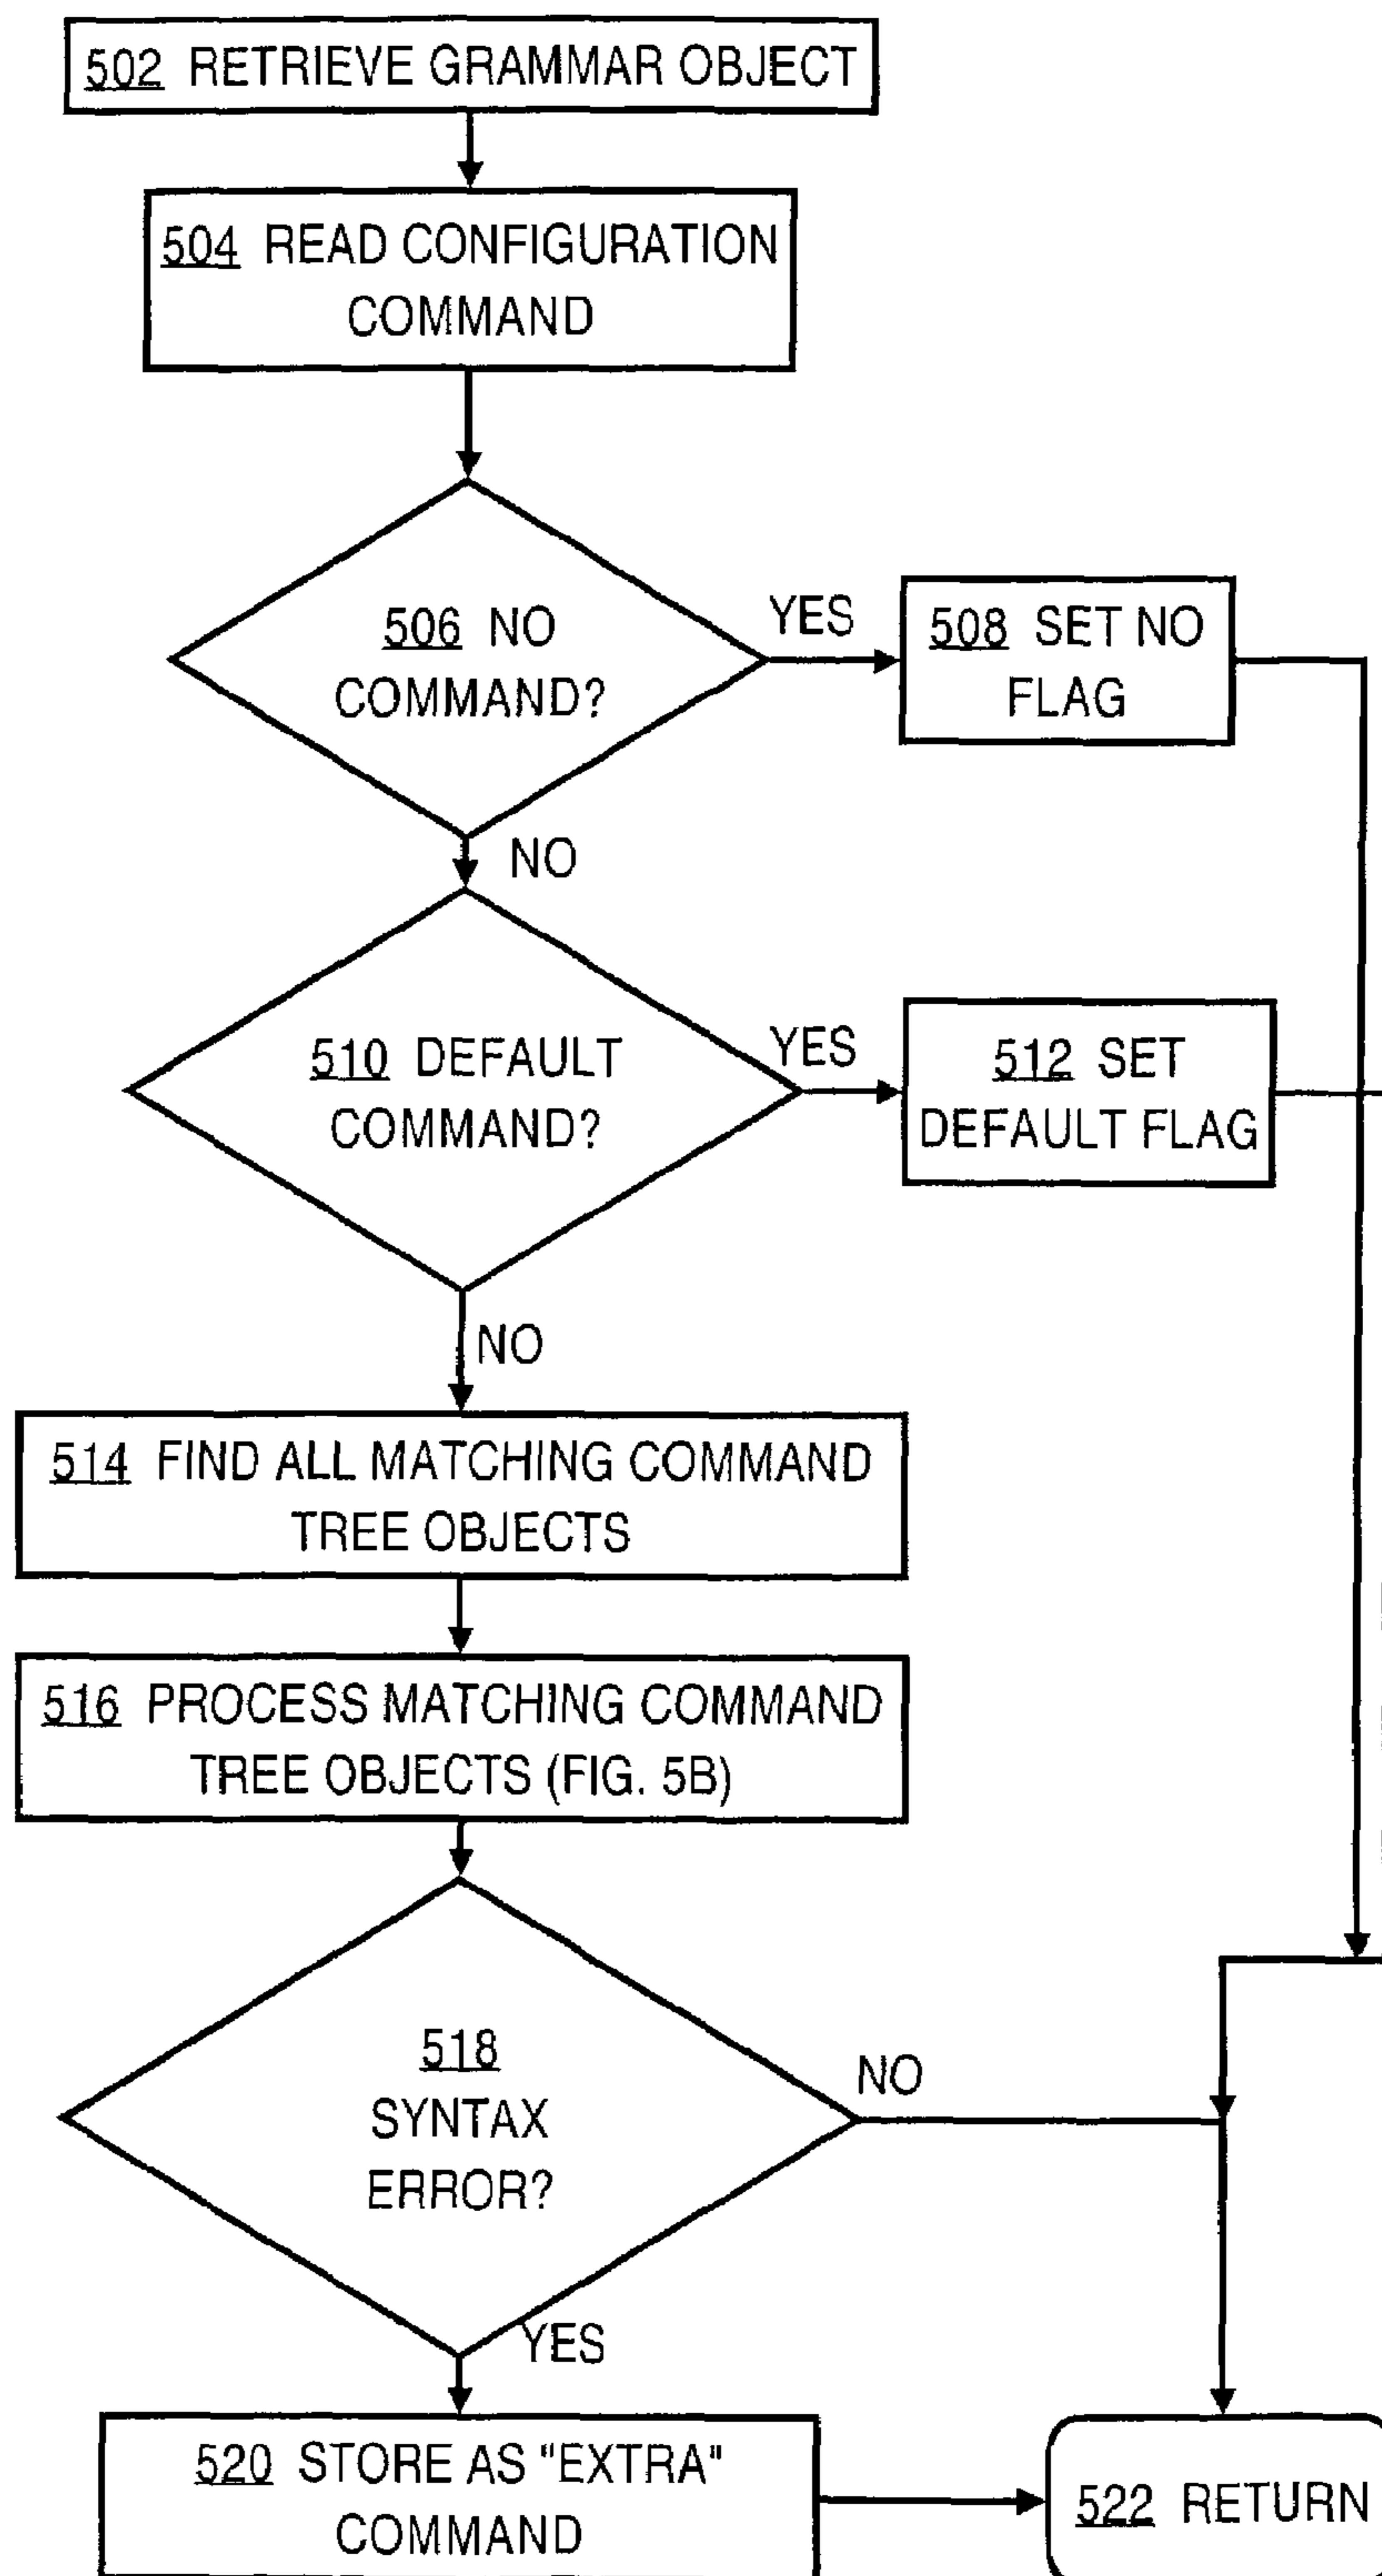 502 RETRIEVE GRAMMAR OBJECT
504 READ CONFIGURATION
COMMAND
506 NO
COMMAND?
YES
508 SET NO
FLAG
NO
510 DEFAULT
COMMAND?
YES
512 SET
DEFAULT FLAG
NO
514 FIND ALL MATCHING COMMAND
TREE OBJECTS
516 PROCESS MATCHING COMMAND
TREE OBJECTS (FIG. 5B)
518
SYNTAX
ERROR?
NO
YES
520 STORE AS "EXTRA"
COMMAND
522 RETURN